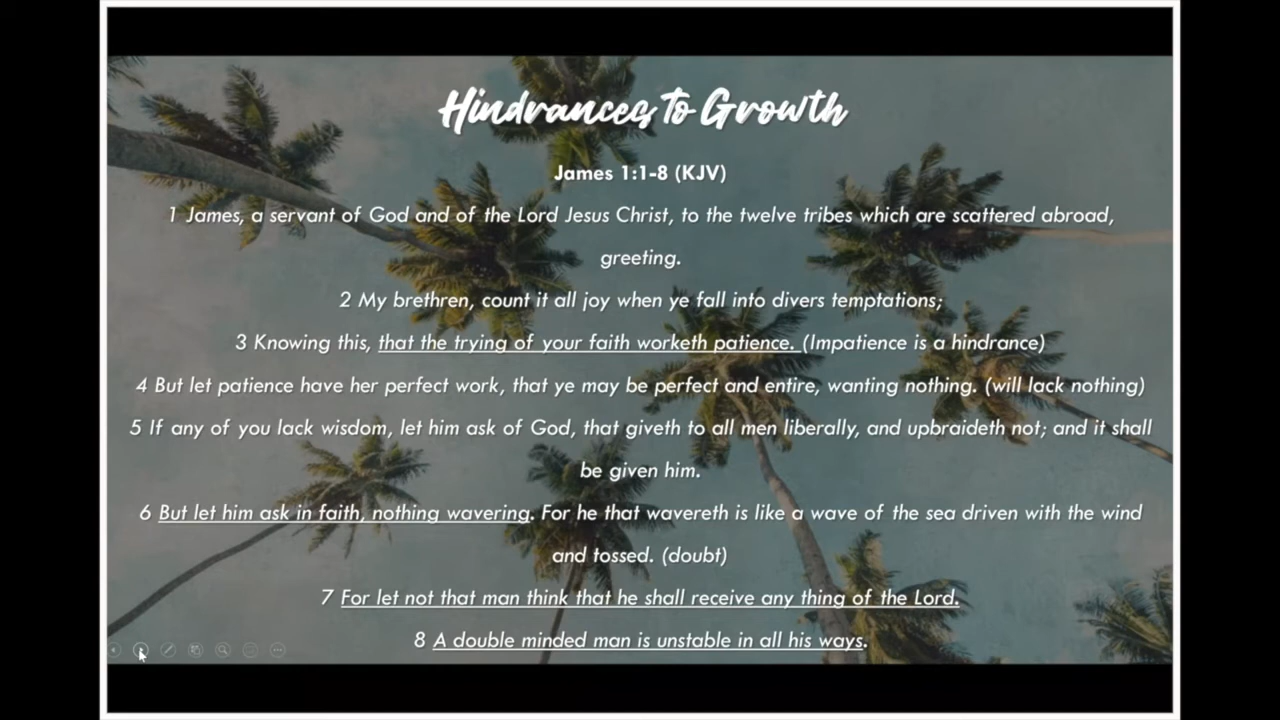 Hindrances to Growth
James 1:1-8 (KJV)
1 James, a servant of God and of the Lord Jesus Christ, to the twelve tribes which are scattered abroad,
greeting.
2 My brethren, count it all joy when ye fall into divers temptations;
3 Knowing this, that the trying of your faith worketh patience. (Impatience is a hindrance)
4 But let patience have her perfect work, that ye may be perfect and entire, wanting nothing. (will lack nothing)
5 If any of you lack wisdom, let him ask of God, that giveth to all men liberally, and upbraideth not; and it shall
be given him.
6 But let him ask in faith, nothing wavering. For he that wavereth is like a wave of the sea driven with the wind
and tossed. (doubt)
7 For let not that man think that he shall receive any thing of the Lord.
8 A double minded man is unstable in all his ways.